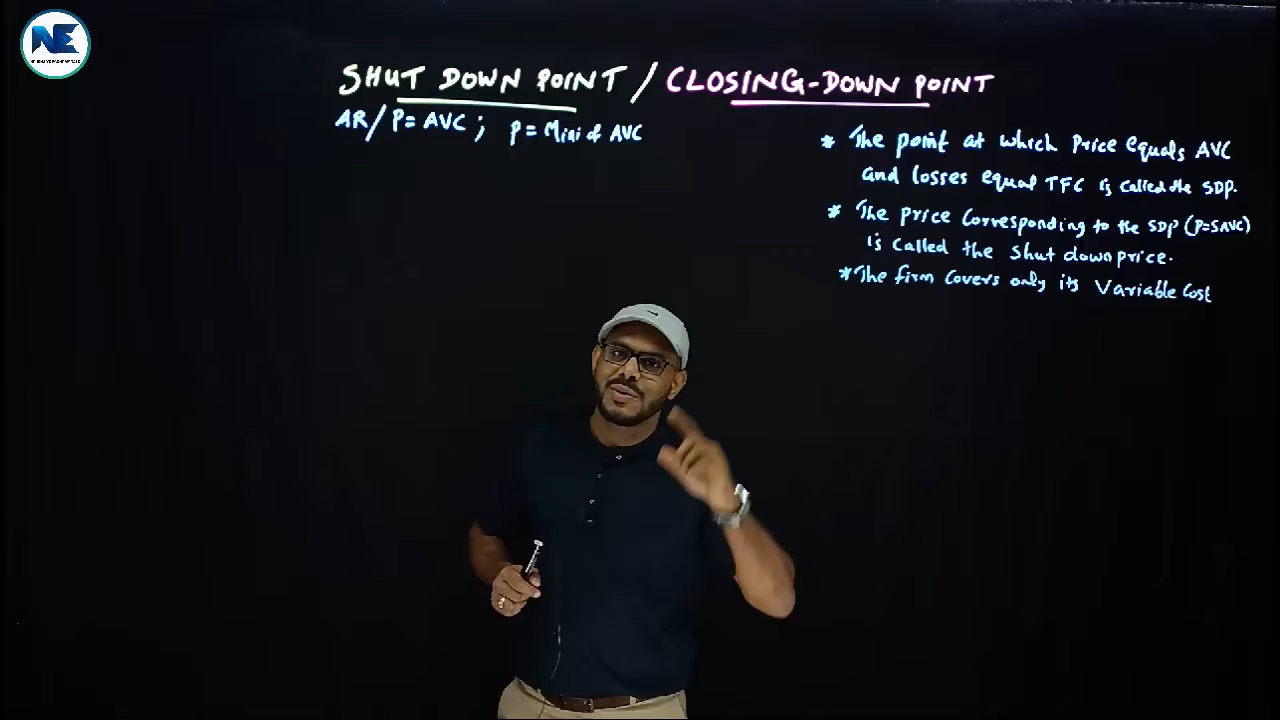 NE
SHUT DOWN POINT / CLOSING-DOWN POINT
AR/P = AVC ; P = Mini of AVC
* The point at which Price equals AVC
and losses equal TFC is called the SDP.
* The price corresponding to the SDP (P=SAVC)
is called the shut down price.
* The firm covers only its Variable Cost